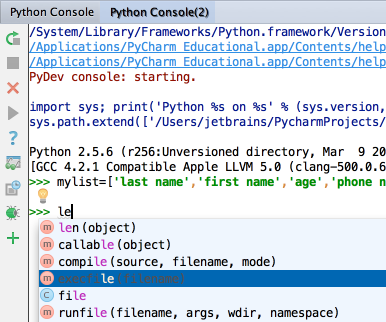 Python Console
Python Console(2)
/System/Library/Frameworks/Python.framework/Version
/Applications/PyCharm Educational.app/Contents/help
/Applications/PyCharm Educational.app/Contents/help
PyDev console: starting.
import sys; print('Python %s on %s' % (sys.version,
sys.path.extend(['/Users/jetbrains/PycharmProjects/
Python 2.5.6 (r256:Unversioned directory, Mar  9 20
[GCC 4.2.1 Compatible Apple LLVM 5.0 (clang-500.0.6
>>> mylist=['last name','first name','age','phone n
>>> le
m len(object)
m callable(object)
m compile(source, filename, mode)
m execfile(filename)
C file
m runfile(filename, args, wdir, namespace)